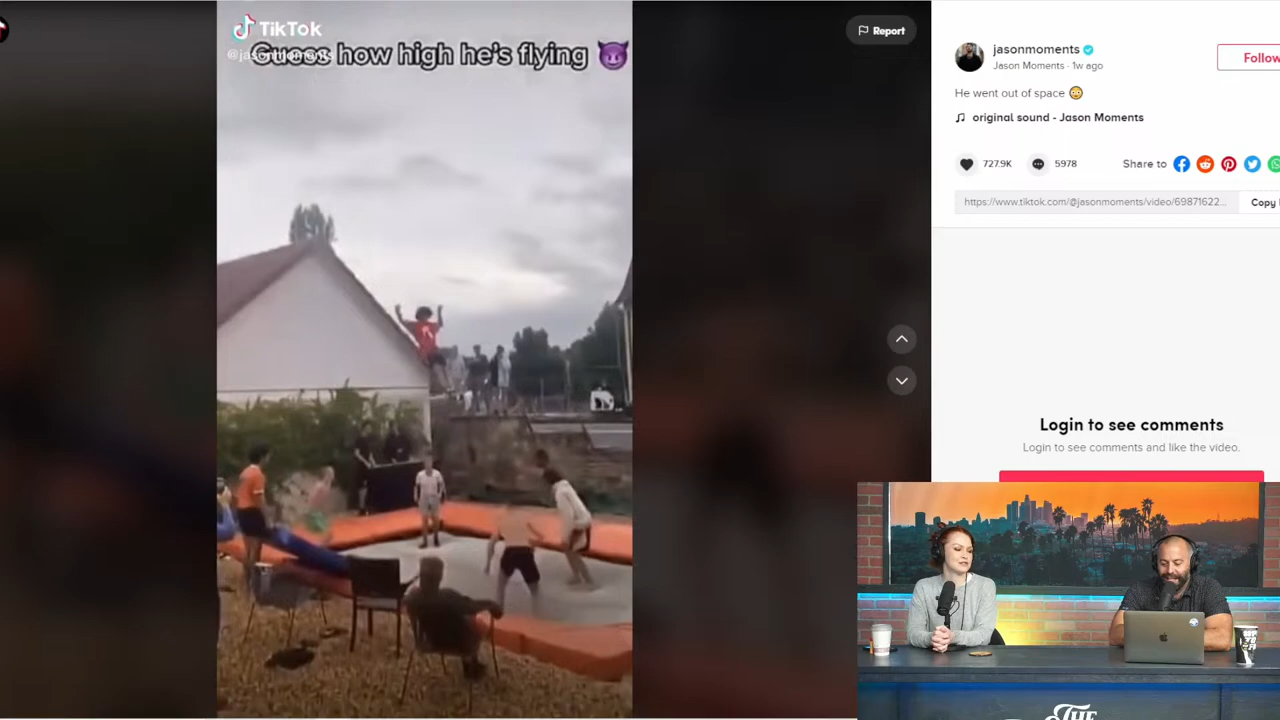 TikTok
@jasonmoments
Guess how high he's flying
Report
jasonmoments
Jason Moments · 1w ago
Follow
He went out of space
original sound - Jason Moments
727.9K
5978
Share to
https://www.tiktok.com/@jasonmoments/video/69871622...
Copy
Login to see comments
Login to see comments and like the video.
THE